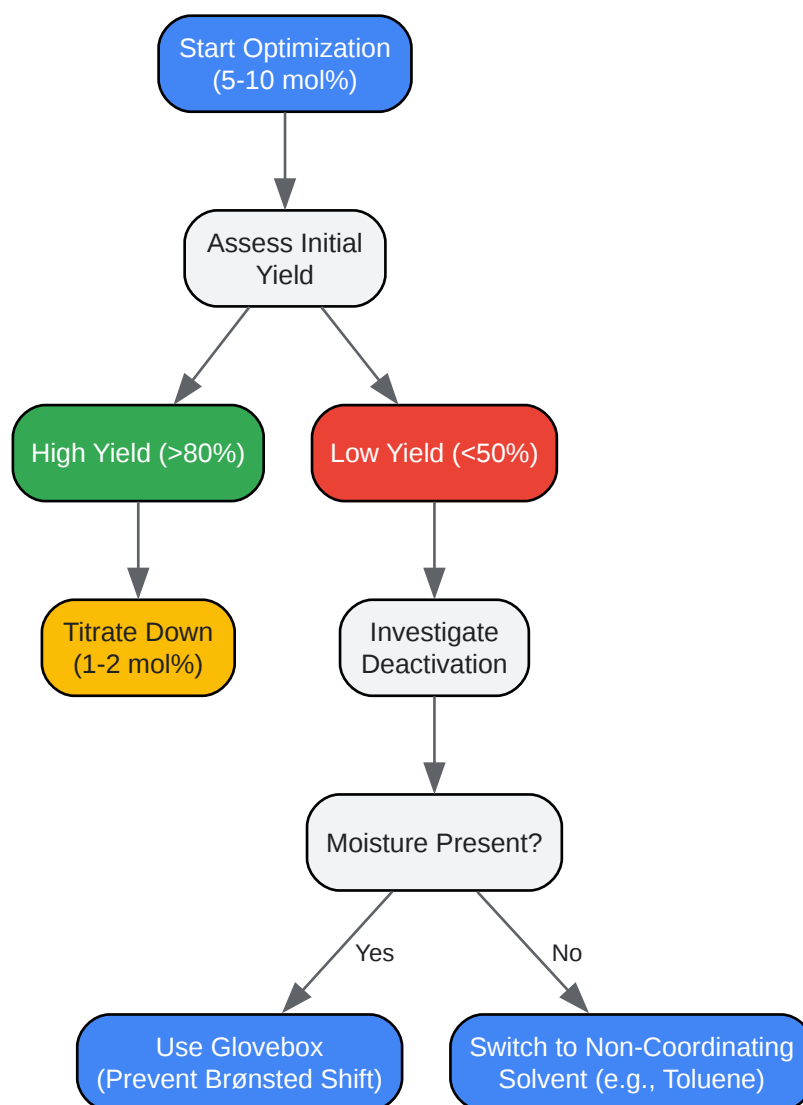 Start Optimization
(5-10 mol%)
Assess Initial
Yield
High Yield (>80%)
Low Yield (<50%)
Titrate Down
(1-2 mol%)
Investigate
Deactivation
Moisture Present?
Yes
No
Use Glovebox
(Prevent Brønsted Shift)
Switch to Non-Coordinating
Solvent (e.g., Toluene)